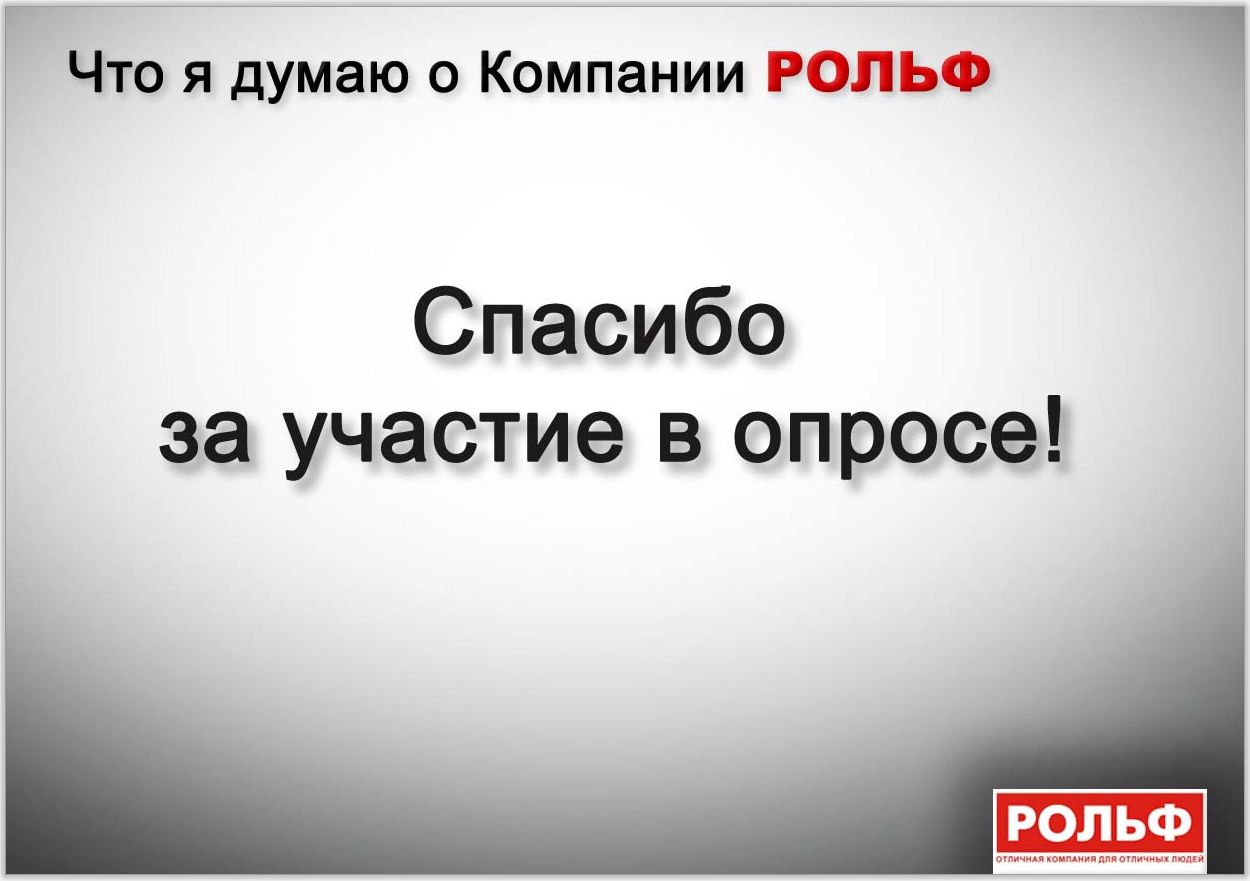 Что я думаю о Компании РОЛЬФ
Спасибо
за участие в опросе!
РОЛЬФ
ОТЛИЧНАЯ КОМПАНИЯ ДЛЯ ОТЛИЧНЫХ ЛЮДЕЙ